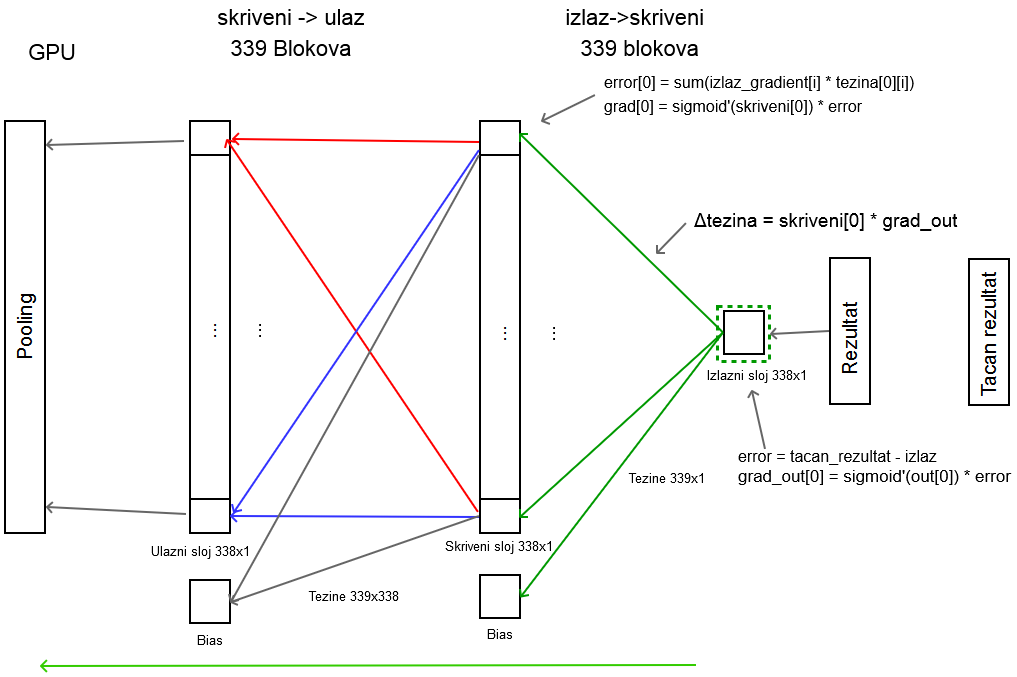 skriveni -> ulaz
339 Blokova
izlaz->skriveni
339 blokova
GPU
error[0] = sum(izlaz_gradient[i] * tezina[0][i])
grad[0] = sigmoid'(skriveni[0]) * error
Δtezina = skriveni[0] * grad_out
Pooling
...
...
...
...
Rezultat
Tacan rezultat
Izlazni sloj 338x1
error = tacan_rezultat - izlaz
grad_out[0] = sigmoid'(out[0]) * error
Tezine 339x1
Ulazni sloj 338x1
Skriveni sloj 338x1
Tezine 339x338
Bias
Bias